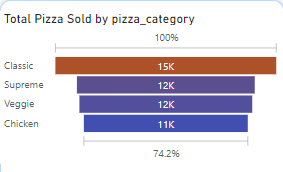 Total Pizza Sold by pizza_category
100%
Classic 15K
Supreme 12K
Veggie 12K
Chicken 11K
74.2%